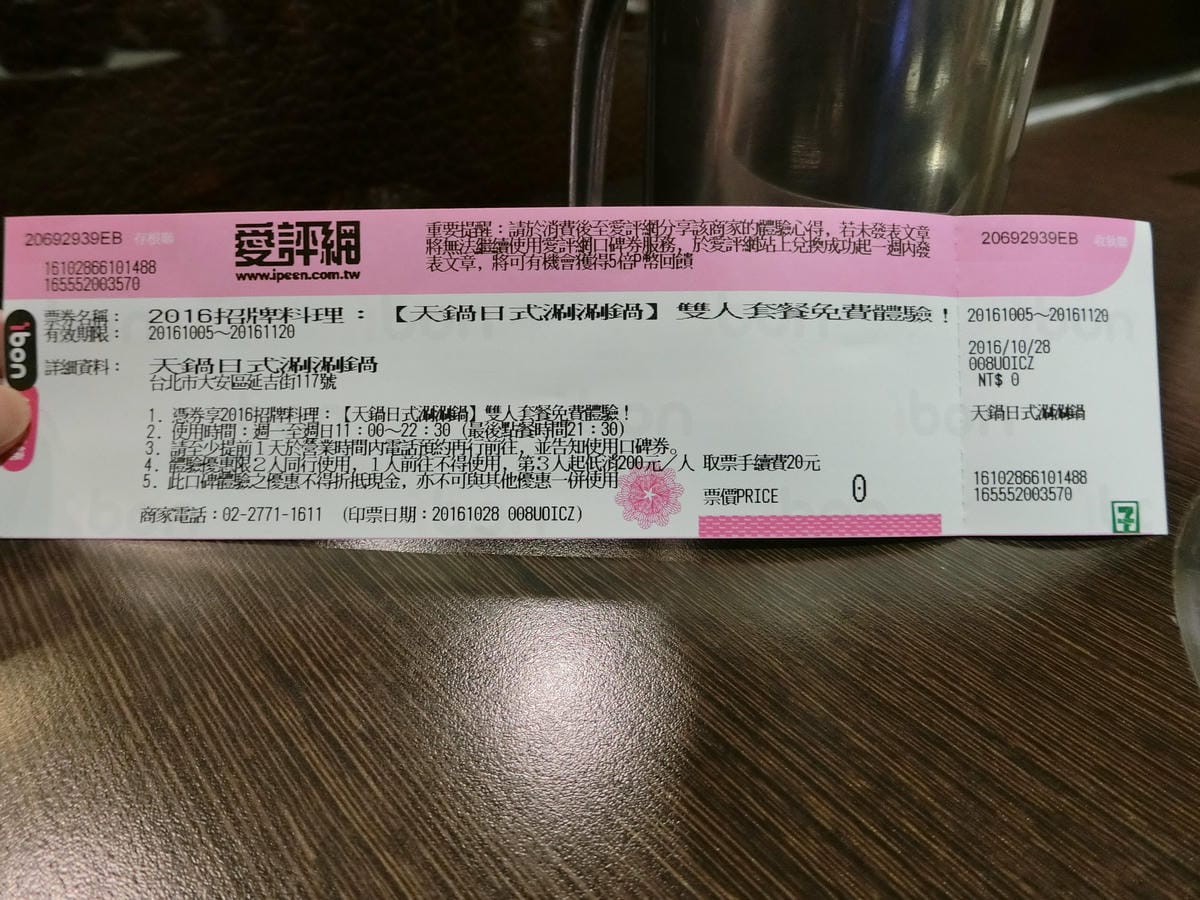 20692939EB 存根聯
16102866101488
165552003570
愛評網
www.ipeen.com.tw
重要提醒：請於消費後至愛評網分享該商家的體驗心得，若未發表文章
將無法繼續使用愛評網口碑券服務，於愛評網站上兌換成功起一週內發
表文章，將可有機會獲得5倍P幣回饋
20692939EB 收執聯
ibon
票券名稱： 2016招牌料理：【天鍋日式涮涮鍋】雙人套餐免費體驗！
有效期限： 20161005～20161120
詳細資料： 天鍋日式涮涮鍋
台北市大安區延吉街117號
1. 憑券享2016招牌料理：【天鍋日式涮涮鍋】雙人套餐免費體驗！
2. 使用時間：週一至週日11：00～22：30（最後點餐時間21：30）
3. 請至少提前１天於營業時間內電話預約再行前往，並告知使用口碑券。
4. 體驗優惠限２人同行使用，１人前往不得使用，第３人起低消200元／人
5. 此口碑體驗之優惠不得折抵現金，亦不可與其他優惠一併使用
商家電話：02-2771-1611 （印票日期：20161028 008UOICZ）
取票手續費20元
票價PRICE 0
20161005～20161120
2016/10/28
008UOICZ
NT$ 0
天鍋日式涮涮鍋
16102866101488
165552003570